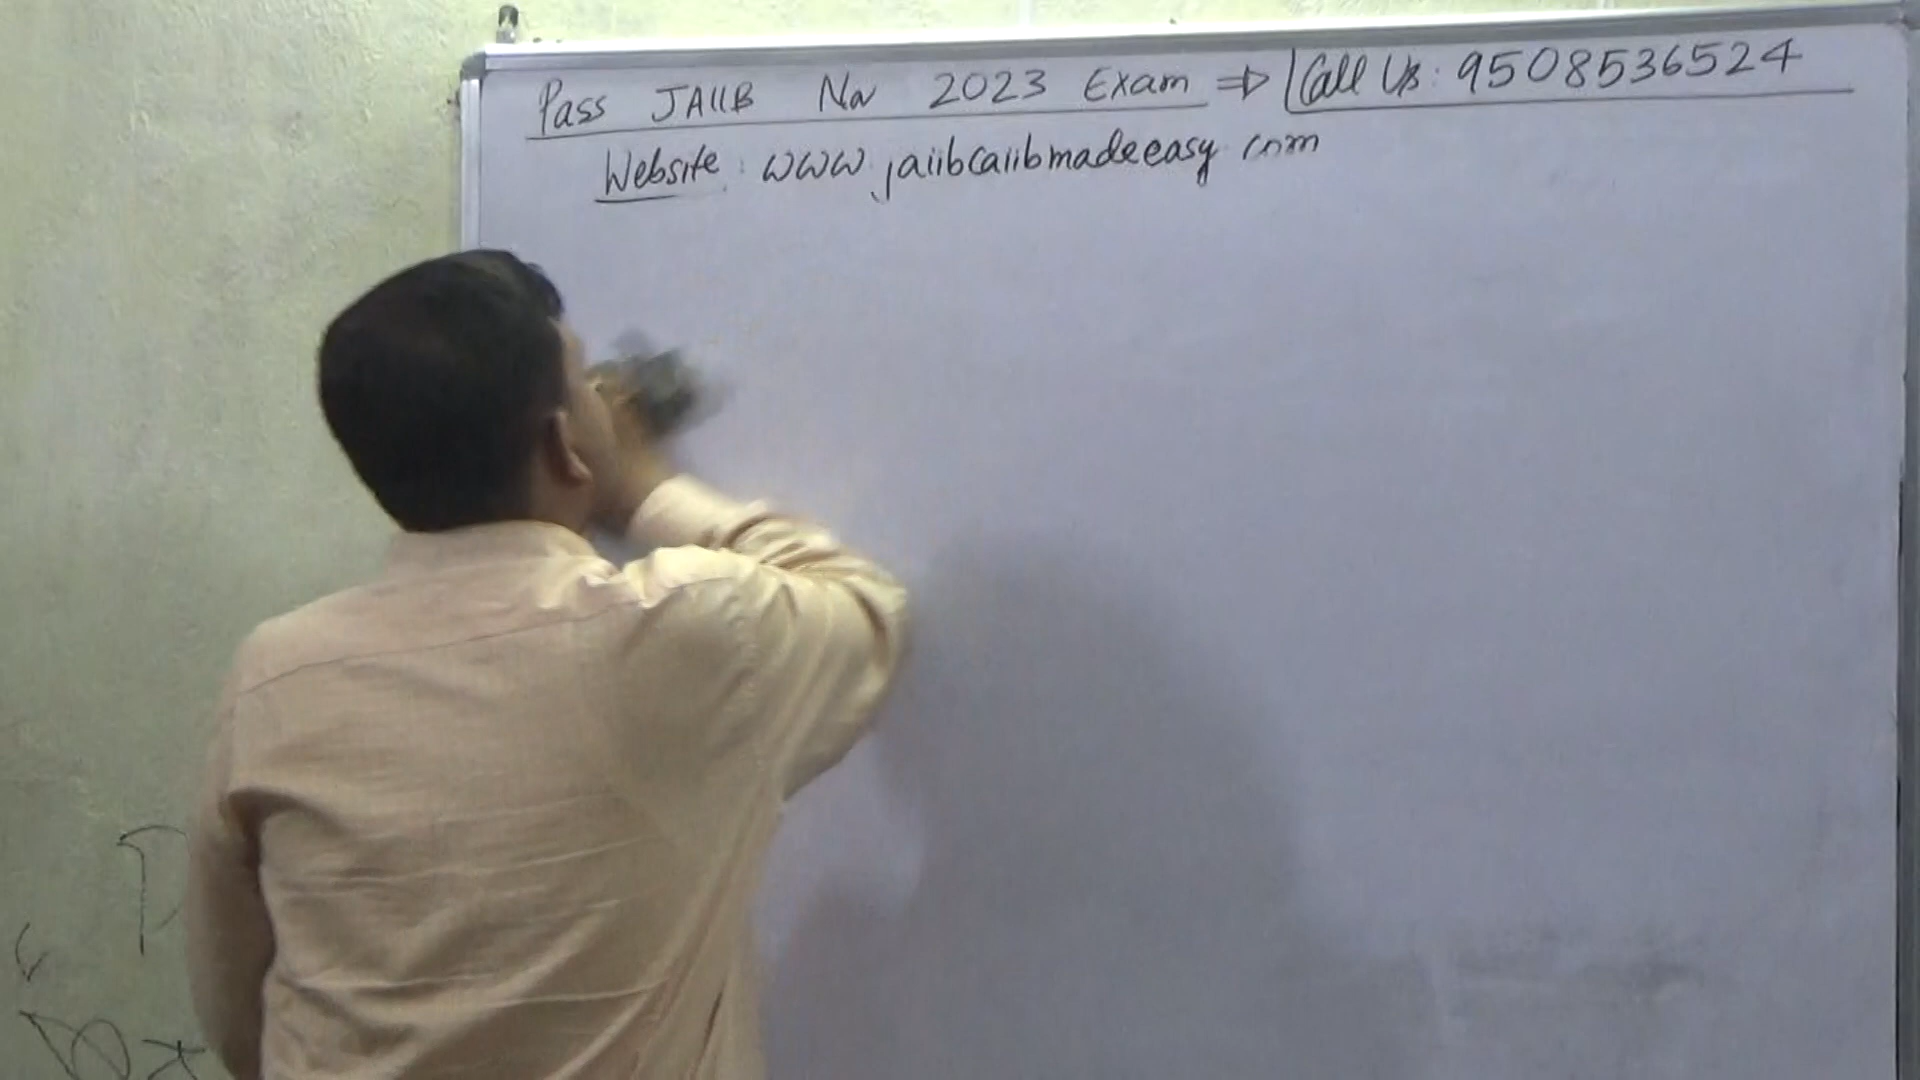 Pass JAIIB Nov 2023 Exam ⇒ Call Us: 9508536524
Website: www.jaiibcaiibmadeeasy.com